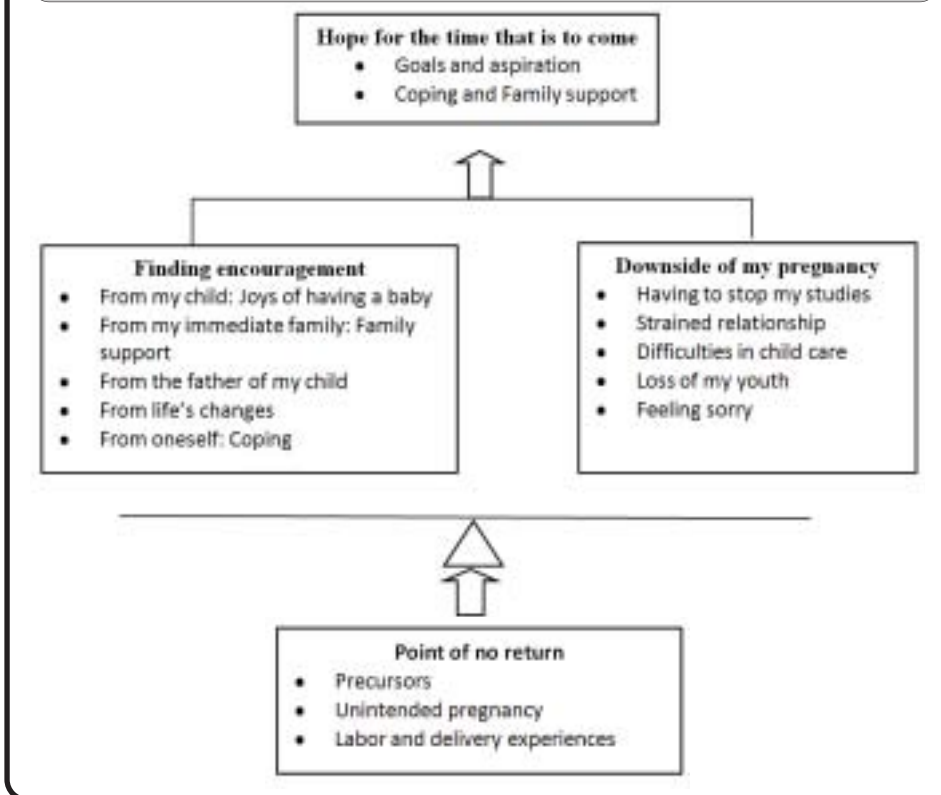 Hope for the time that is to come
• Goals and aspiration
• Coping and Family support
Finding encouragement
• From my child: Joys of having a baby
• From my immediate family: Family
support
• From the father of my child
• From life's changes
• From oneself: Coping
Downside of my pregnancy
• Having to stop my studies
• Strained relationship
• Difficulties in child care
• Loss of my youth
• Feeling sorry
Point of no return
• Precursors
• Unintended pregnancy
• Labor and delivery experiences